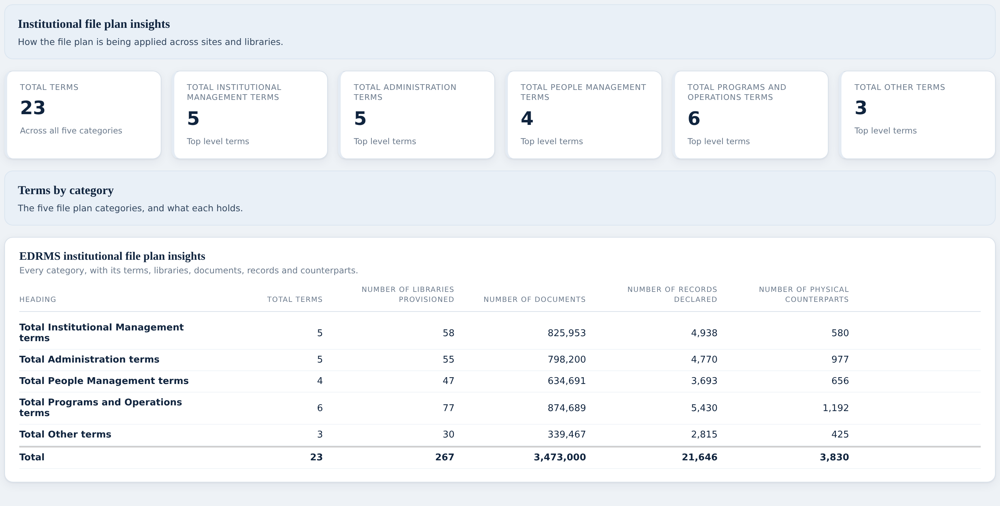 Institutional file plan insights
How the file plan is being applied across sites and libraries.
TOTAL TERMS
23
Across all five categories
TOTAL INSTITUTIONAL
MANAGEMENT TERMS
5
Top level terms
TOTAL ADMINISTRATION
TERMS
5
Top level terms
TOTAL PEOPLE MANAGEMENT
TERMS
4
Top level terms
TOTAL PROGRAMS AND
OPERATIONS TERMS
6
Top level terms
TOTAL OTHER TERMS
3
Top level terms
Terms by category
The five file plan categories, and what each holds.
EDRMS institutional file plan insights
Every category, with its terms, libraries, documents, records and counterparts.
HEADING TOTAL TERMS NUMBER OF LIBRARIES PROVISIONED NUMBER OF DOCUMENTS NUMBER OF RECORDS DECLARED NUMBER OF PHYSICAL COUNTERPARTS
Total Institutional Management terms 5 58 825,953 4,938 580
Total Administration terms 5 55 798,200 4,770 977
Total People Management terms 4 47 634,691 3,693 656
Total Programs and Operations terms 6 77 874,689 5,430 1,192
Total Other terms 3 30 339,467 2,815 425
Total 23 267 3,473,000 21,646 3,830